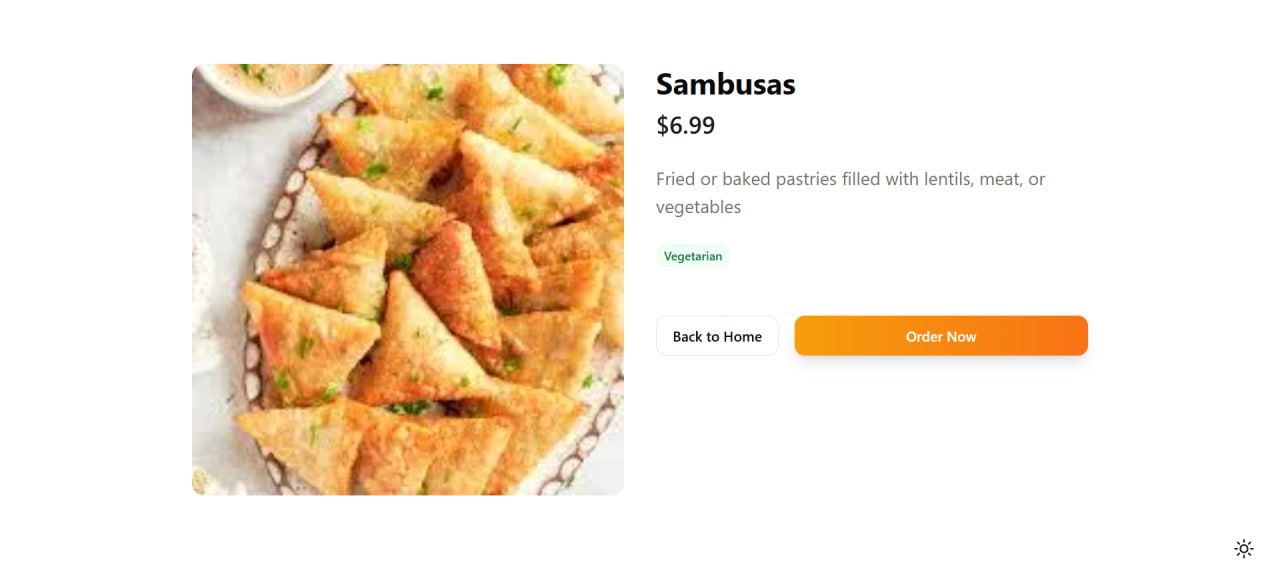 Sambusas
$6.99
Fried or baked pastries filled with lentils, meat, or
vegetables
Vegetarian
Back to Home
Order Now